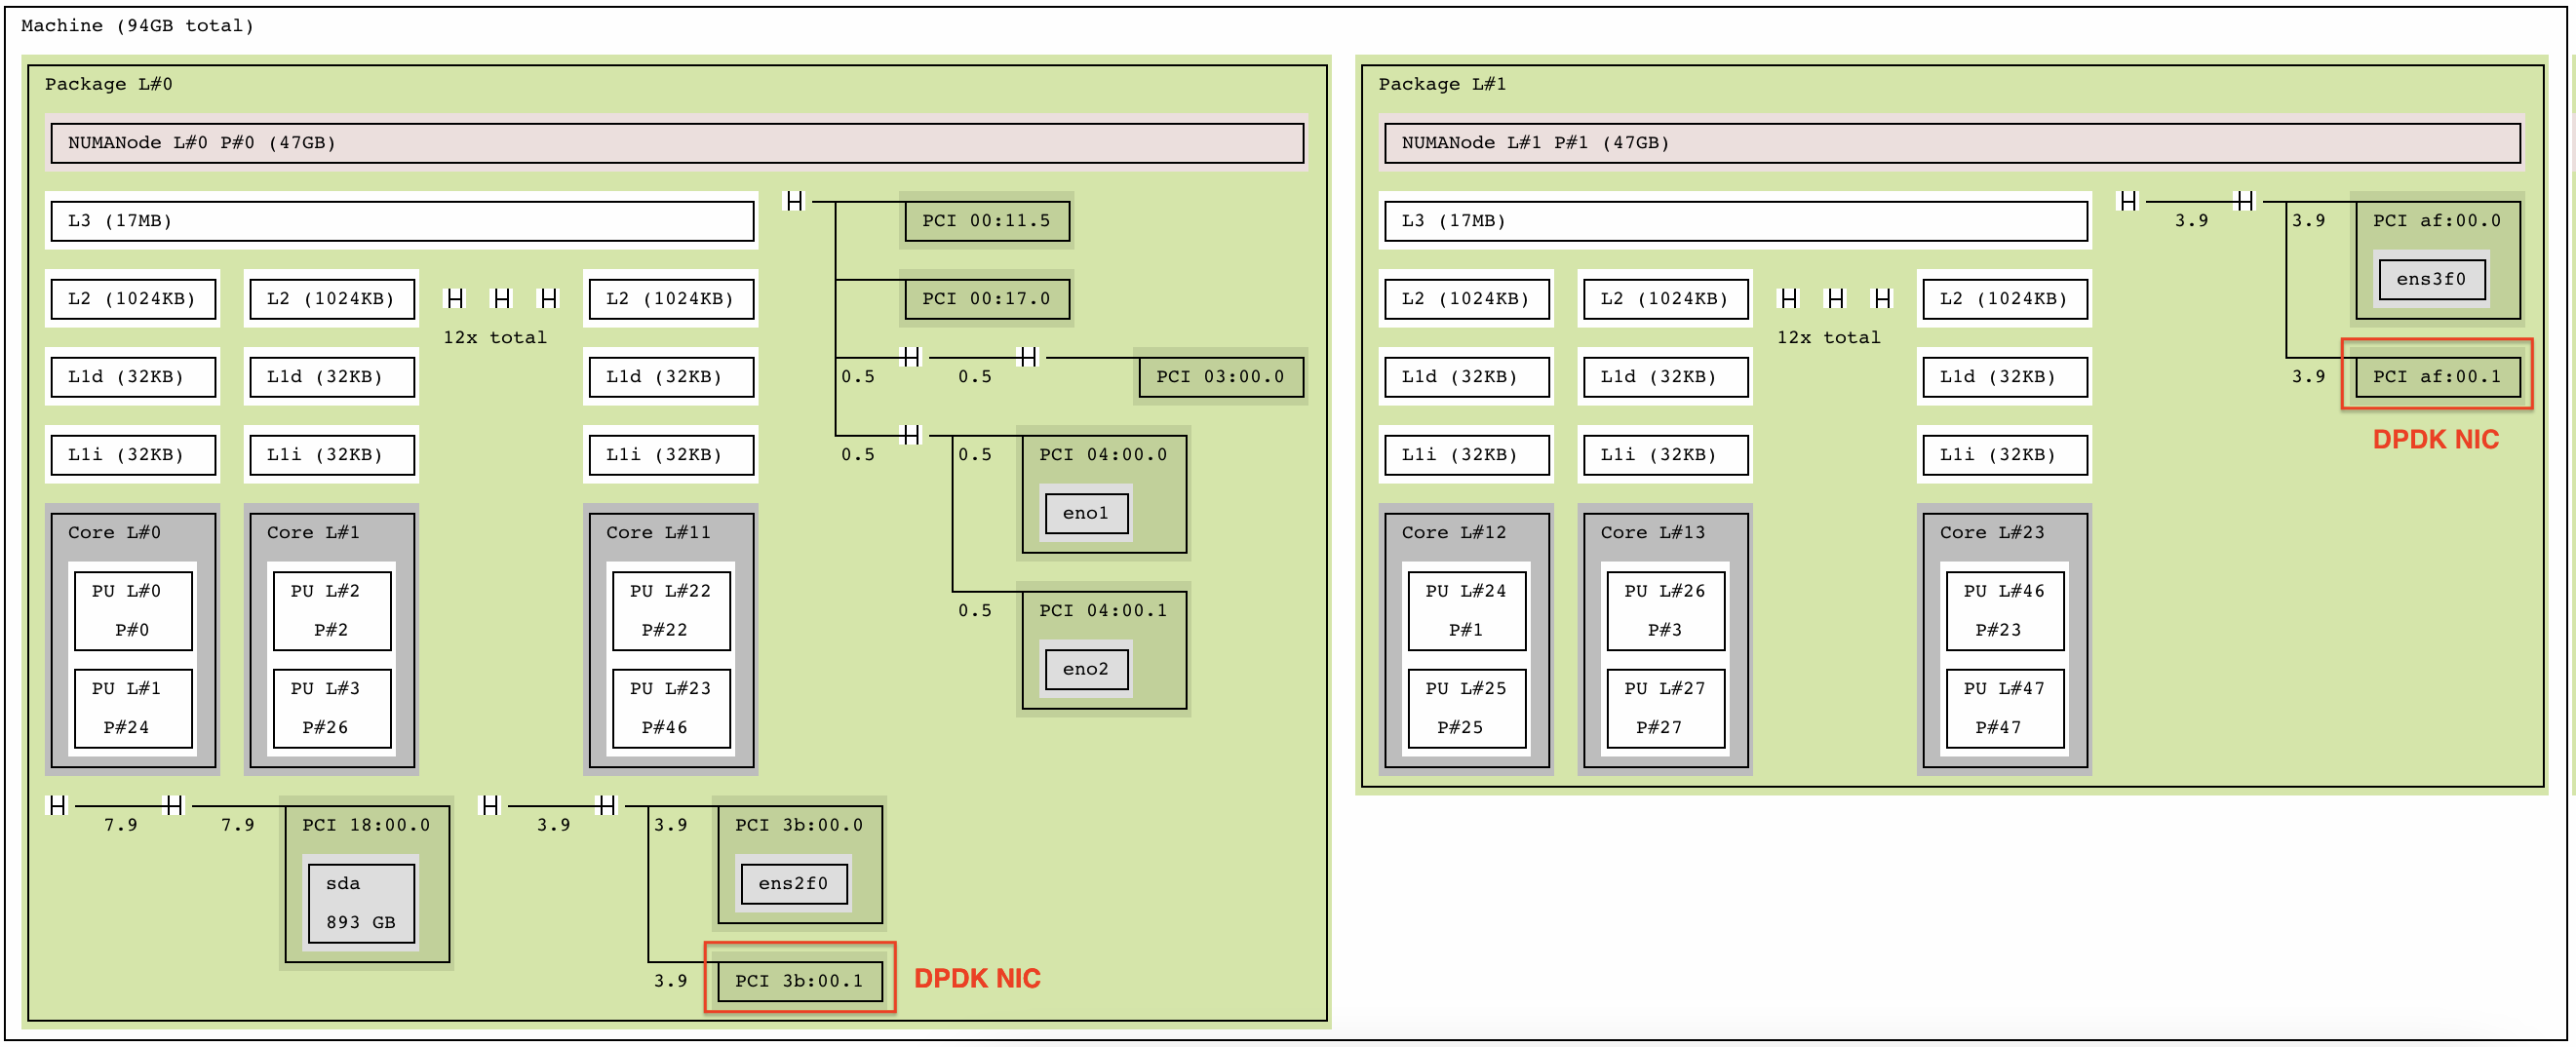 Machine (94GB total)
Package L#0
NUMANode L#0 P#0 (47GB)
L3 (17MB)
PCI 00:11.5
L2 (1024KB) L2 (1024KB) L2 (1024KB)
12x total
PCI 00:17.0
L1d (32KB) L1d (32KB) L1d (32KB)
0.5 0.5 PCI 03:00.0
L1i (32KB) L1i (32KB) L1i (32KB)
0.5 0.5 PCI 04:00.0
eno1
0.5 PCI 04:00.1
eno2
Core L#0 Core L#1 Core L#11
PU L#0 PU L#2 PU L#22
P#0 P#2 P#22
PU L#1 PU L#3 PU L#23
P#24 P#26 P#46
7.9 7.9 PCI 18:00.0
sda
893 GB
3.9 3.9 PCI 3b:00.0
ens2f0
3.9 PCI 3b:00.1
DPDK NIC
Package L#1
NUMANode L#1 P#1 (47GB)
L3 (17MB)
3.9 3.9 PCI af:00.0
ens3f0
L2 (1024KB) L2 (1024KB) L2 (1024KB)
12x total
L1d (32KB) L1d (32KB) L1d (32KB)
3.9 PCI af:00.1
DPDK NIC
L1i (32KB) L1i (32KB) L1i (32KB)
Core L#12 Core L#13 Core L#23
PU L#24 PU L#26 PU L#46
P#1 P#3 P#23
PU L#25 PU L#27 PU L#47
P#25 P#27 P#47